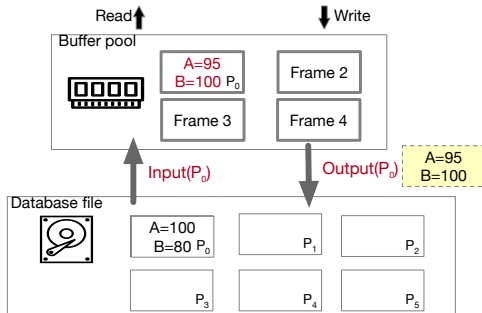 Read Write
Buffer pool
A=95
B=100 P₀
Frame 2
Frame 3
Frame 4
Input(P₀)
Output(P₀)
A=95
B=100
Database file
A=100
B=80 P₀
P₁
P₂
P₃
P₄
P₅